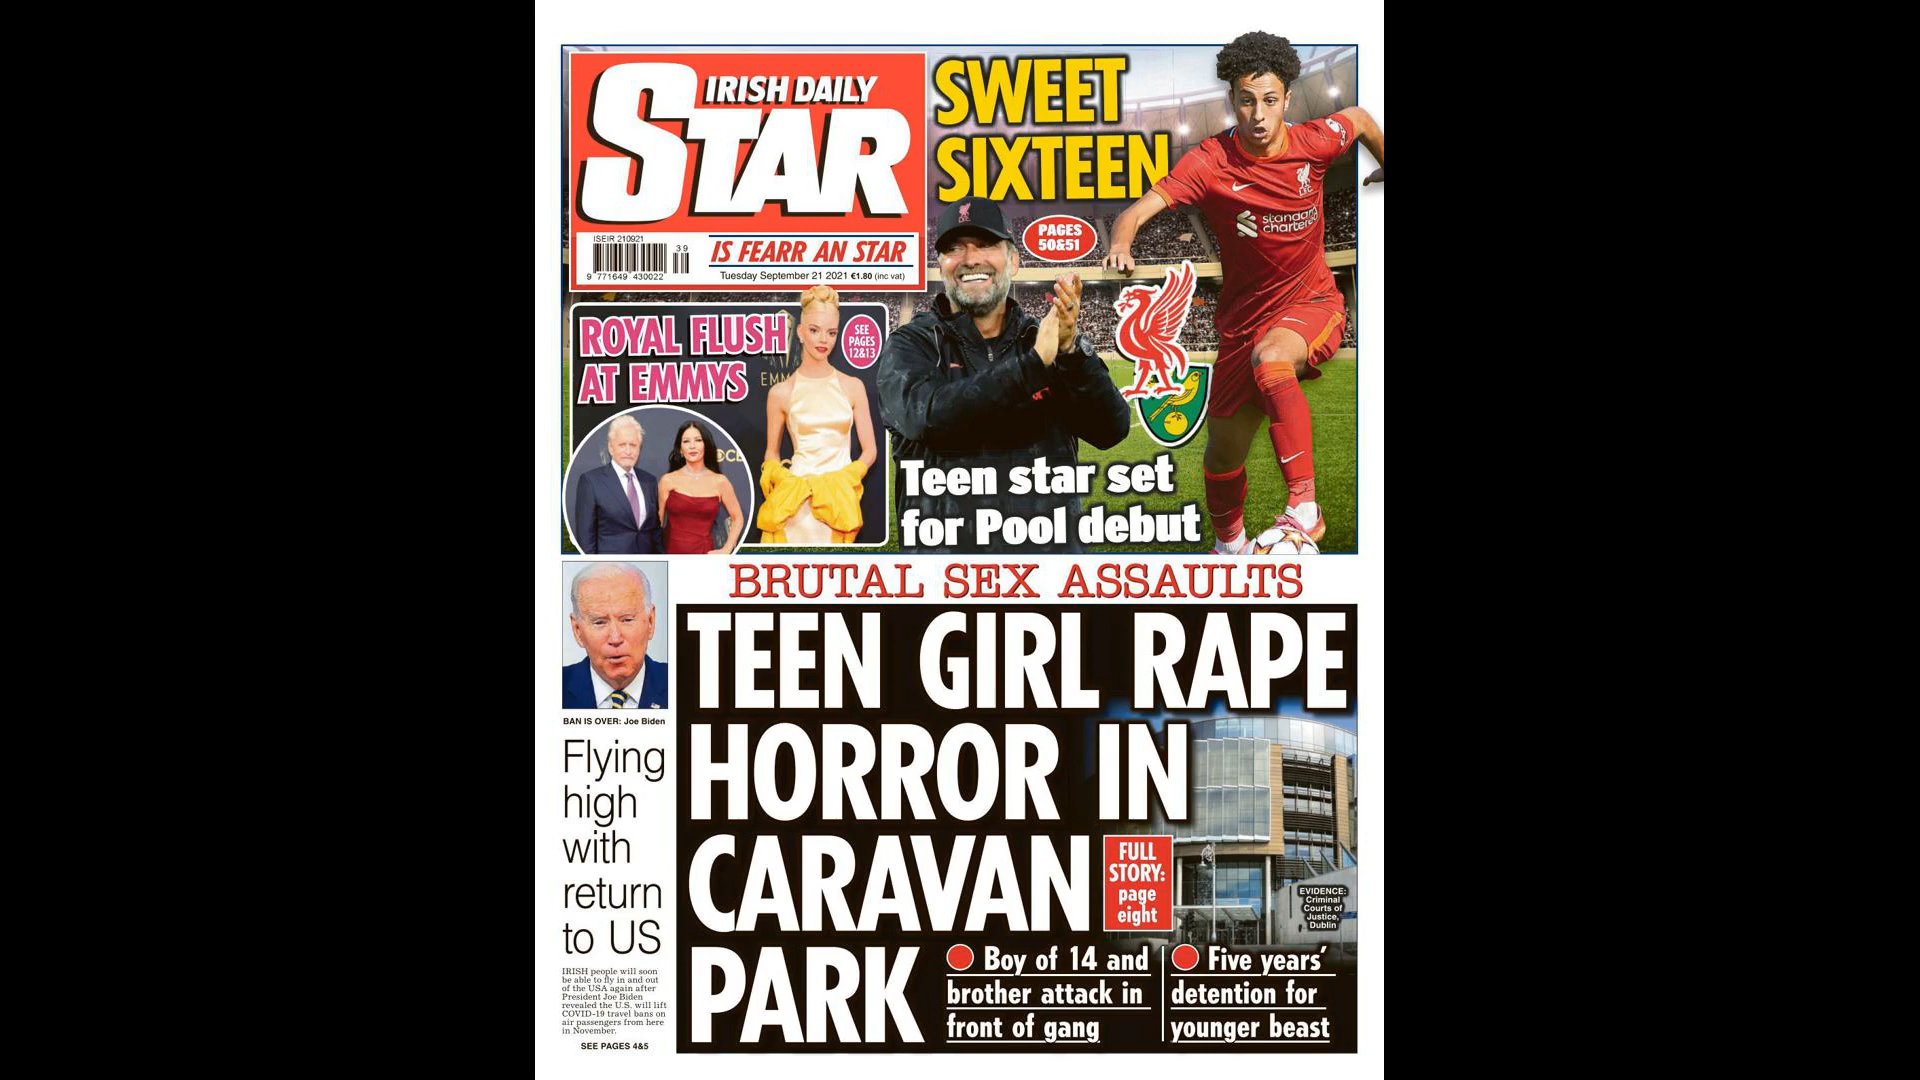 IRISH DAILY
STAR
ISEIR 210921
39
9 771649 430022
IS FEARR AN STAR
Tuesday September 21 2021 €1.80 (inc vat)
SWEET
SIXTEEN
PAGES
50&51
standard
chartered
L.F.C.
ROYAL FLUSH
AT EMMYS
SEE
PAGES
12&13
EMM
CBS
Teen star set
for Pool debut
BRUTAL SEX ASSAULTS
TEEN GIRL RAPE
HORROR IN
CARAVAN
PARK
FULL
STORY:
page
eight
EVIDENCE:
Criminal
Courts of
Justice,
Dublin
Boy of 14 and
brother attack in
front of gang
Five years'
detention for
younger beast
BAN IS OVER: Joe Biden
Flying
high
with
return
to US
IRISH people will soon
be able to fly in and out
of the USA again after
President Joe Biden
revealed the U.S. will lift
COVID-19 travel bans on
air passengers from here
in November.
SEE PAGES 4&5